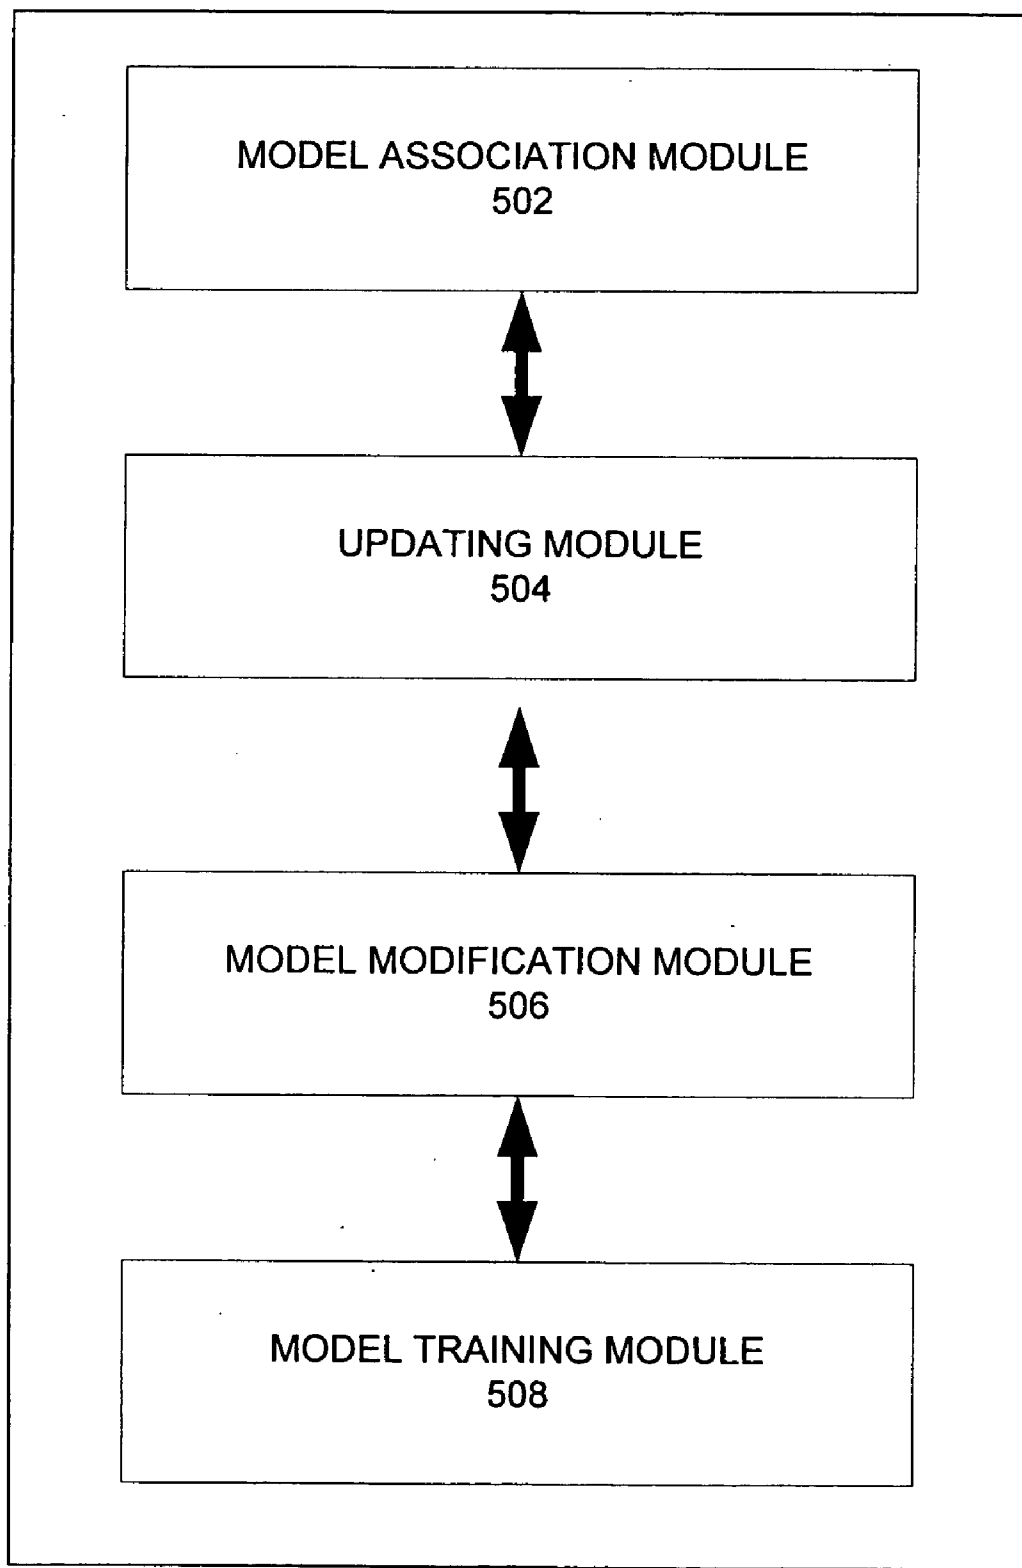 MODEL ASSOCIATION MODULE
502
UPDATING MODULE
504
MODEL MODIFICATION MODULE
506
MODEL TRAINING MODULE
508